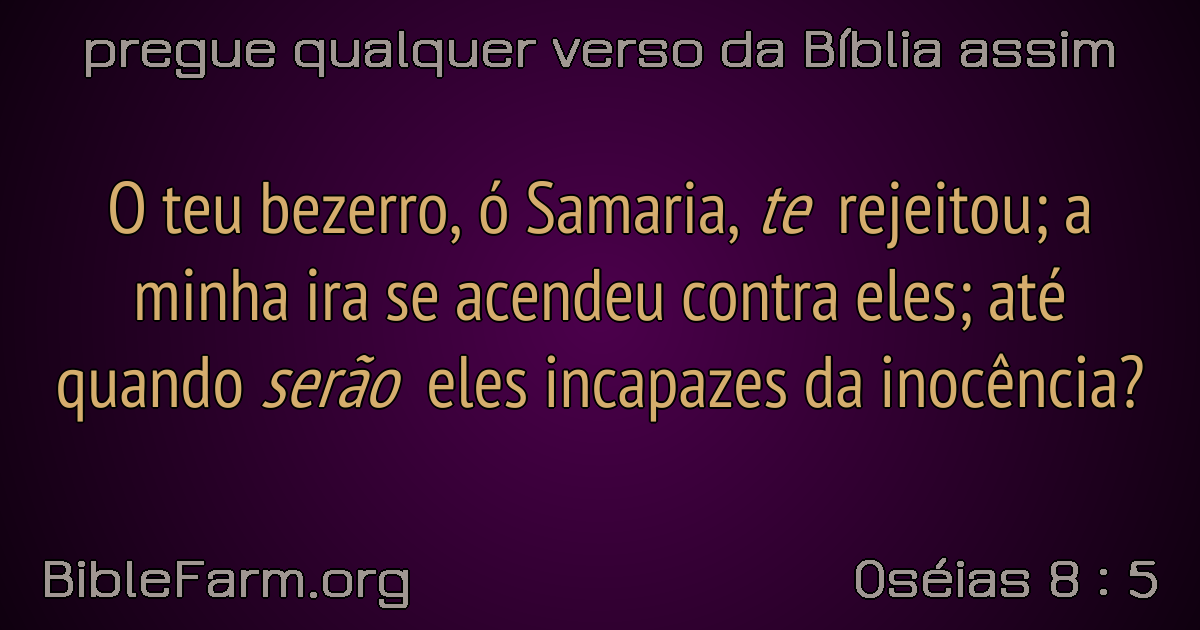 pregue qualquer verso da Bíblia assim
O teu bezerro, ó Samaria, te rejeitou; a
minha ira se acendeu contra eles; até
quando serão eles incapazes da inocência?
BibleFarm.org
Oséias 8 : 5